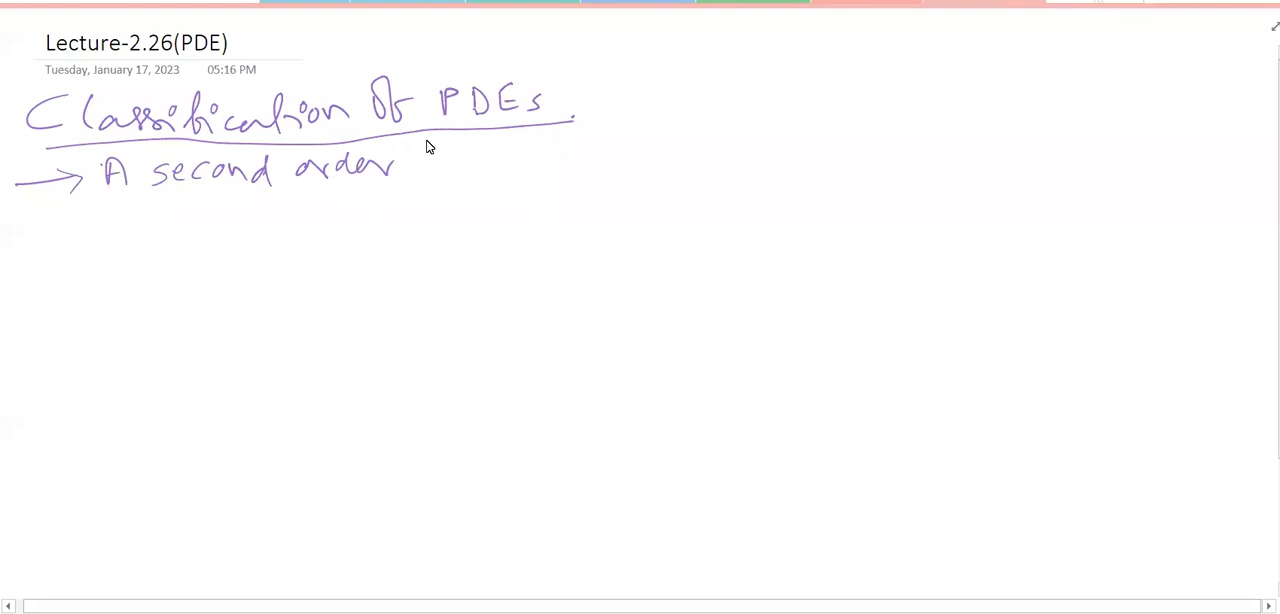 Lecture-2.26(PDE)
Tuesday, January 17, 2023 05:16 PM
Classification of PDEs.
→ A second order